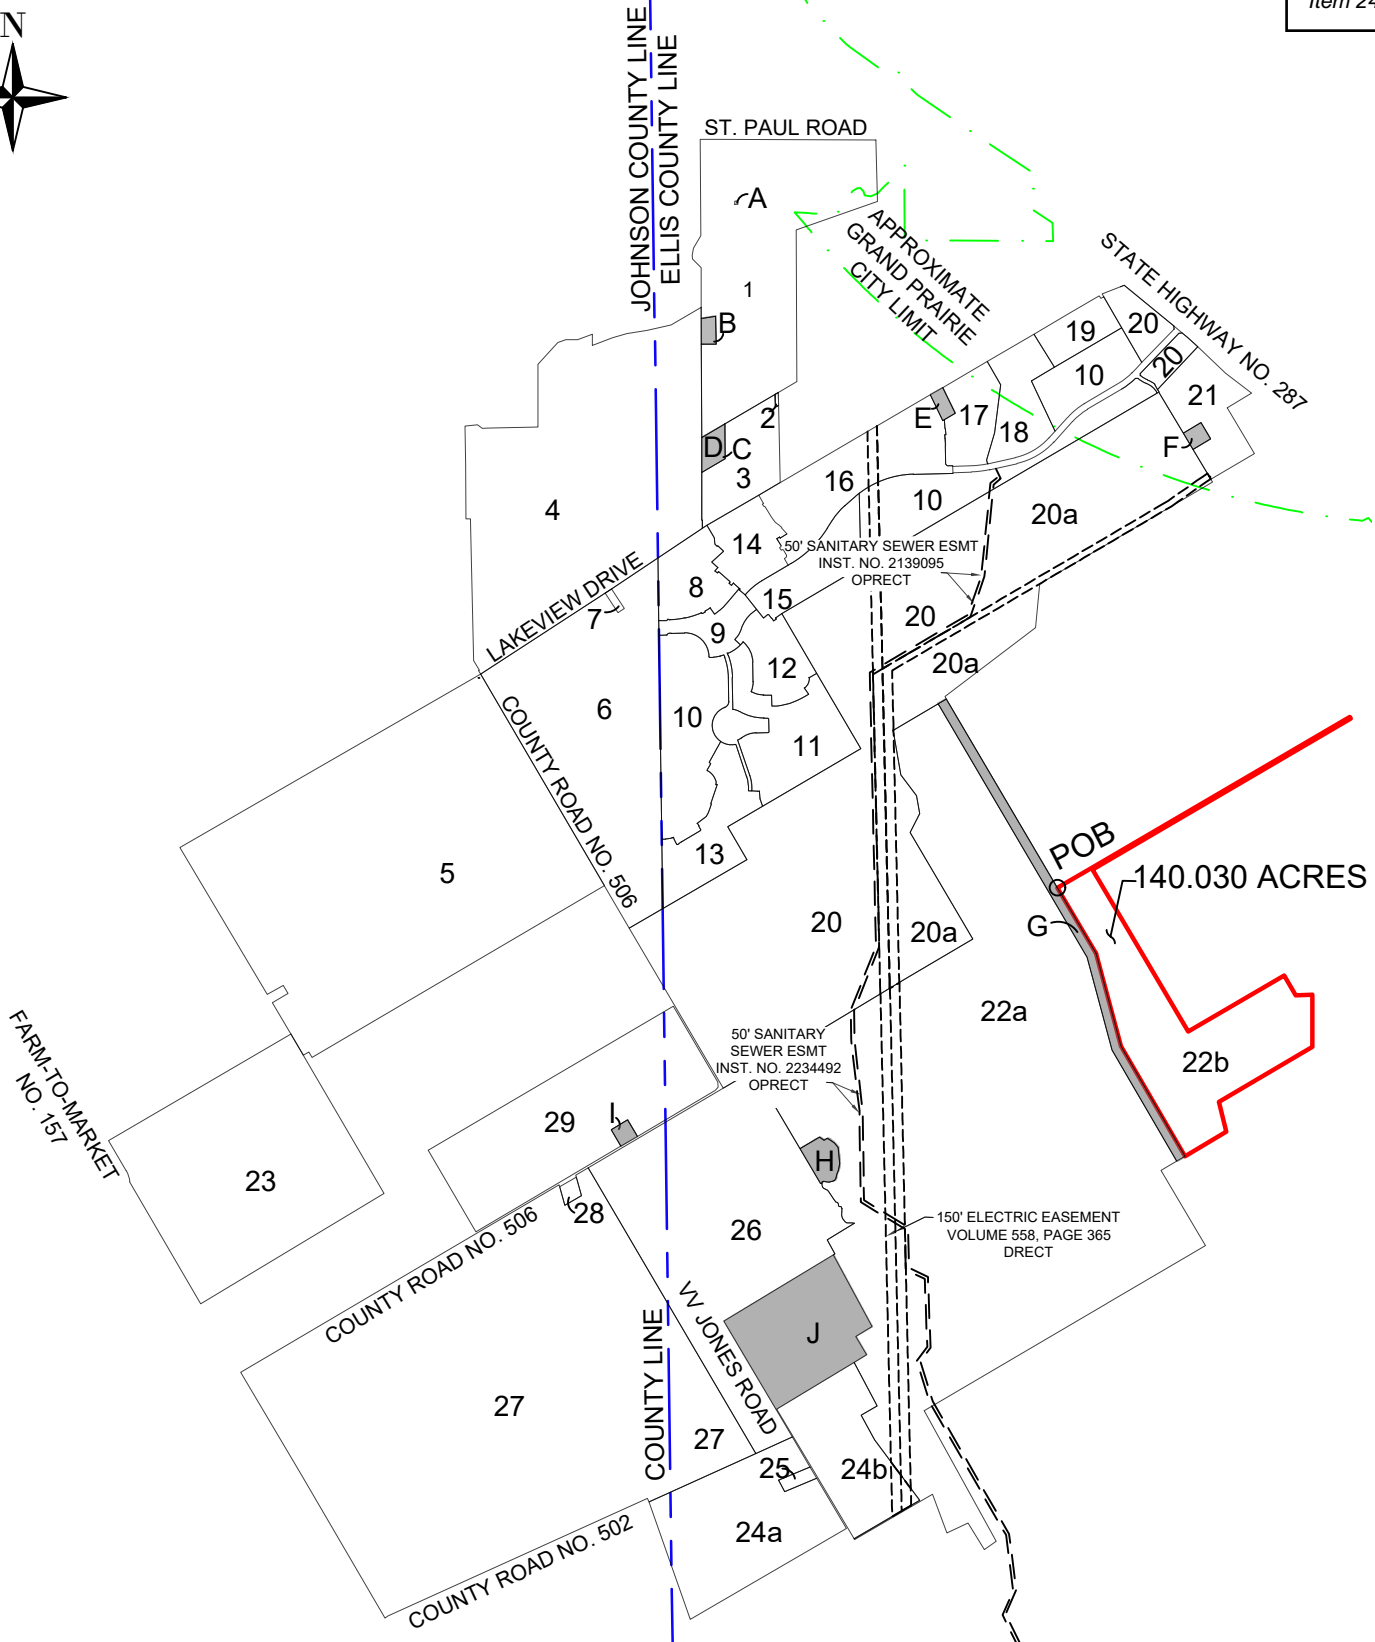 Item 24
N
JOHNSON COUNTY LINE
ELLIS COUNTY LINE
ST. PAUL ROAD
A
1
B
APPROXIMATE
GRAND PRAIRIE
CITY LIMIT
STATE HIGHWAY NO. 287
19
20
10
20
21
2
E
17
18
F
D
C
3
4
16
10
20a
14
50' SANITARY SEWER ESMT
INST. NO. 2139095
OPRECT
LAKEVIEW DRIVE
8
7
15
20
9
12
20a
6
10
11
COUNTY ROAD NO. 506
13
5
POB
140.030 ACRES
G
20
20a
22a
22b
FARM-TO-MARKET
NO. 157
50' SANITARY
SEWER ESMT
INST. NO. 2234492
OPRECT
29
I
H
23
28
26
150' ELECTRIC EASEMENT
VOLUME 558, PAGE 365
DRECT
COUNTY ROAD NO. 506
VV JONES ROAD
J
COUNTY LINE
27
27
25
24b
24a
COUNTY ROAD NO. 502